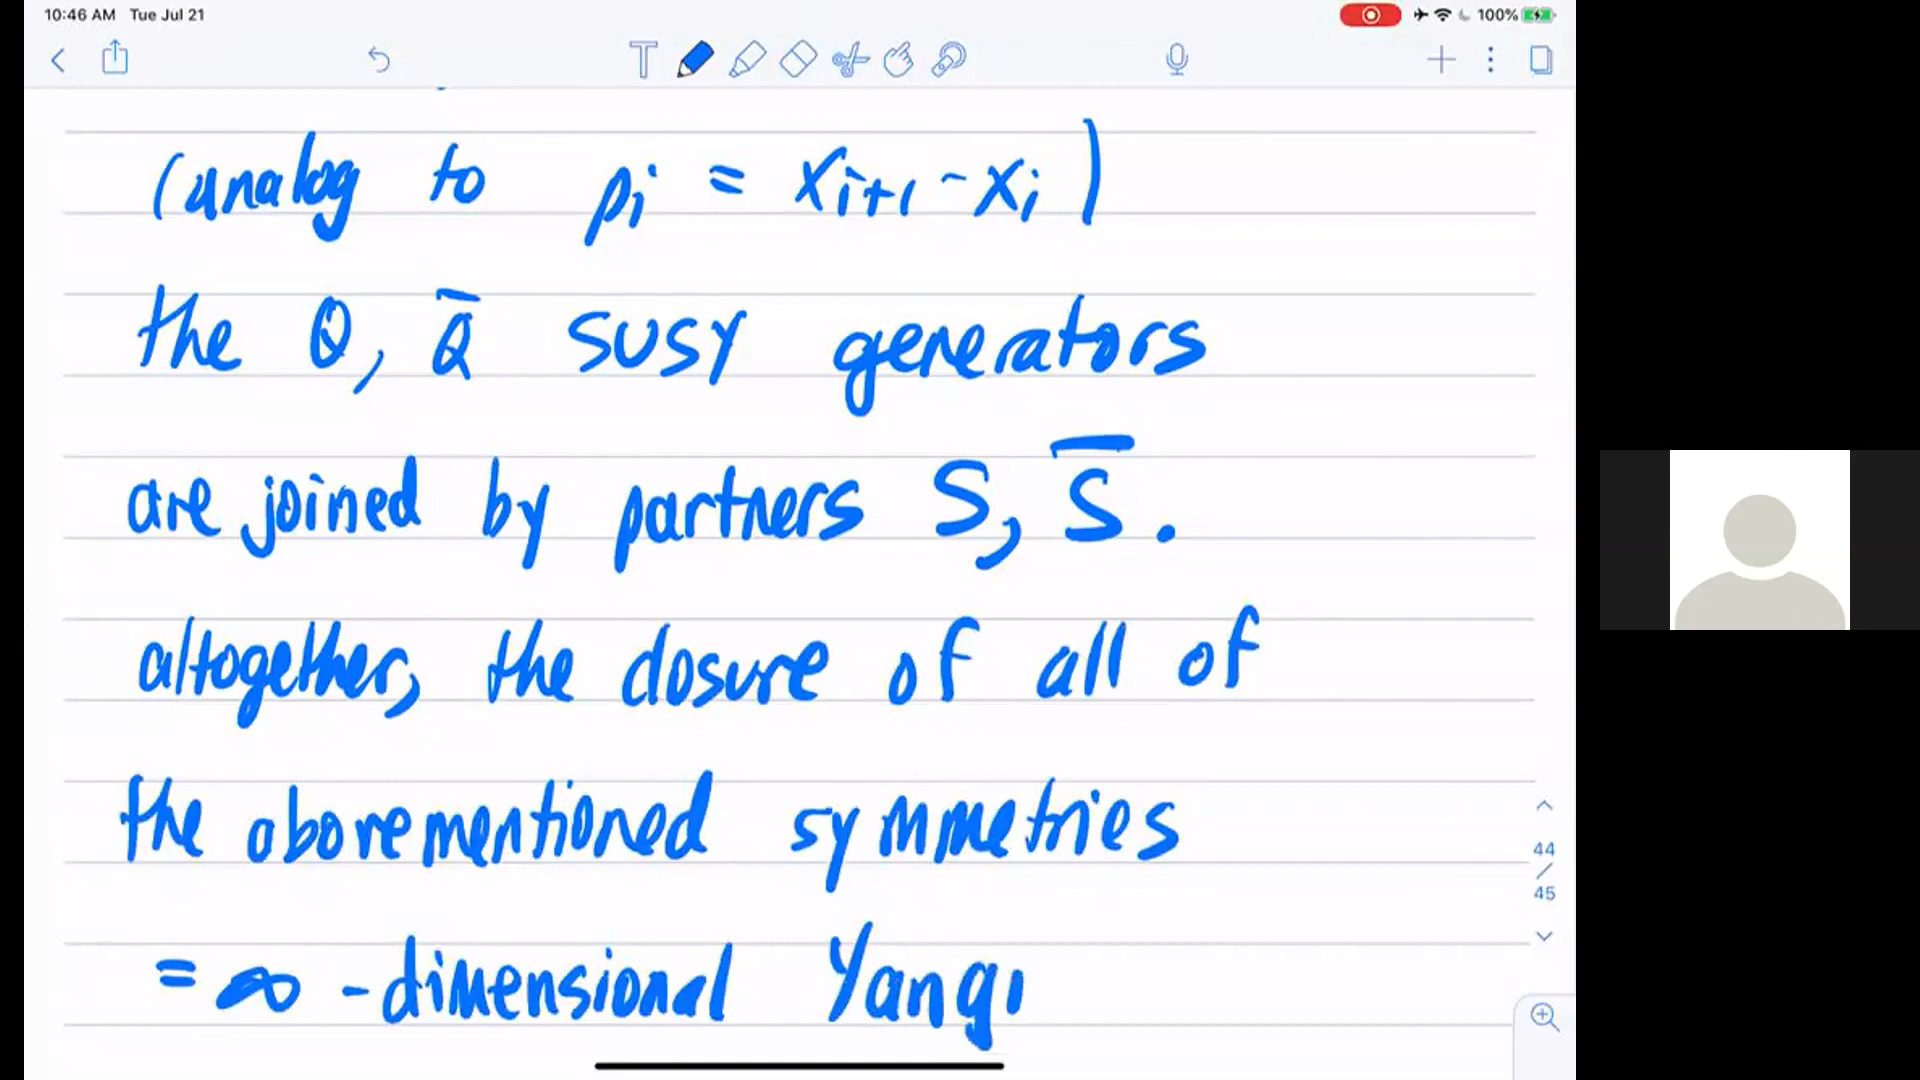 10:46 AM Tue Jul 21
100%
(analog to pi = xi+1 - xi)
the Q, Q̄ susy generators
are joined by partners S, S̄.
altogether, the closure of all of
the abovementioned symmetries
44
/
45
= ∞-dimensional Yangi